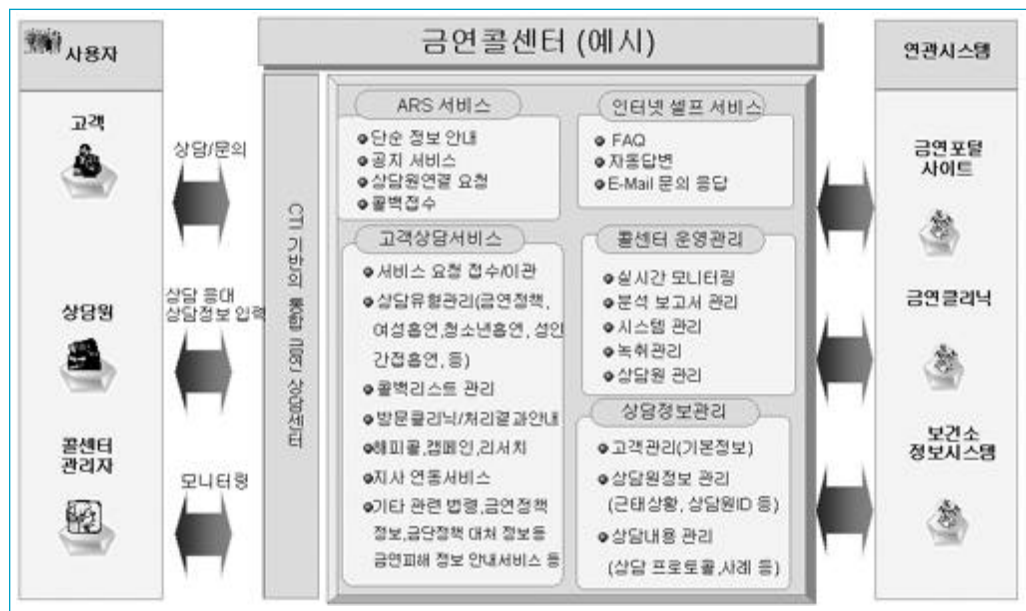 금연콜센터 (예시)
사용자
고객
상담/문의
상담원
상담 응대
상담정보 입력
콜센터
관리자
모니터링
CTI 기반의 통합 금연 상담센터
ARS 서비스
단순 정보 안내
공지 서비스
상담원연결 요청
콜백접수
고객상담서비스
서비스 요청 접수/이관
상담유형관리(금연정책,
여성흡연,청소년흡연, 성인
간접흡연, 등)
콜백리스트 관리
방문클리닉/처리결과안내
해피콜,캠페인,리서치
지사 연동서비스
기타 관련 법령,금연정책
정보,금단정책 대처 정보등
금연피해 정보 안내서비스 등
인터넷 셀프 서비스
FAQ
자동답변
E-Mail 문의 응답
콜센터 운영관리
실시간 모니터링
분석 보고서 관리
시스템 관리
녹취관리
상담원 관리
상담정보관리
고객관리(기본정보)
상담원정보 관리
(근태상황, 상담원ID 등)
상담내용 관리
(상담 프로토콜,사례 등)
연관시스템
금연포털
사이트
금연클리닉
보건소
정보시스템